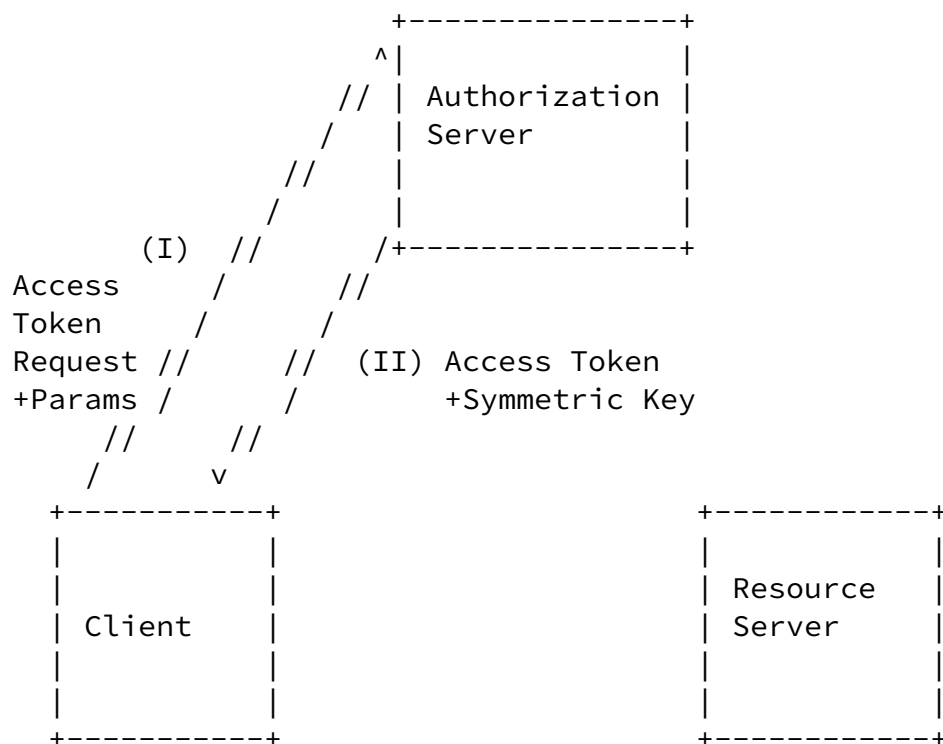 Authorization
Server
(I)
Access
Token
Request
+Params
(II) Access Token
+Symmetric Key
Client
Resource
Server